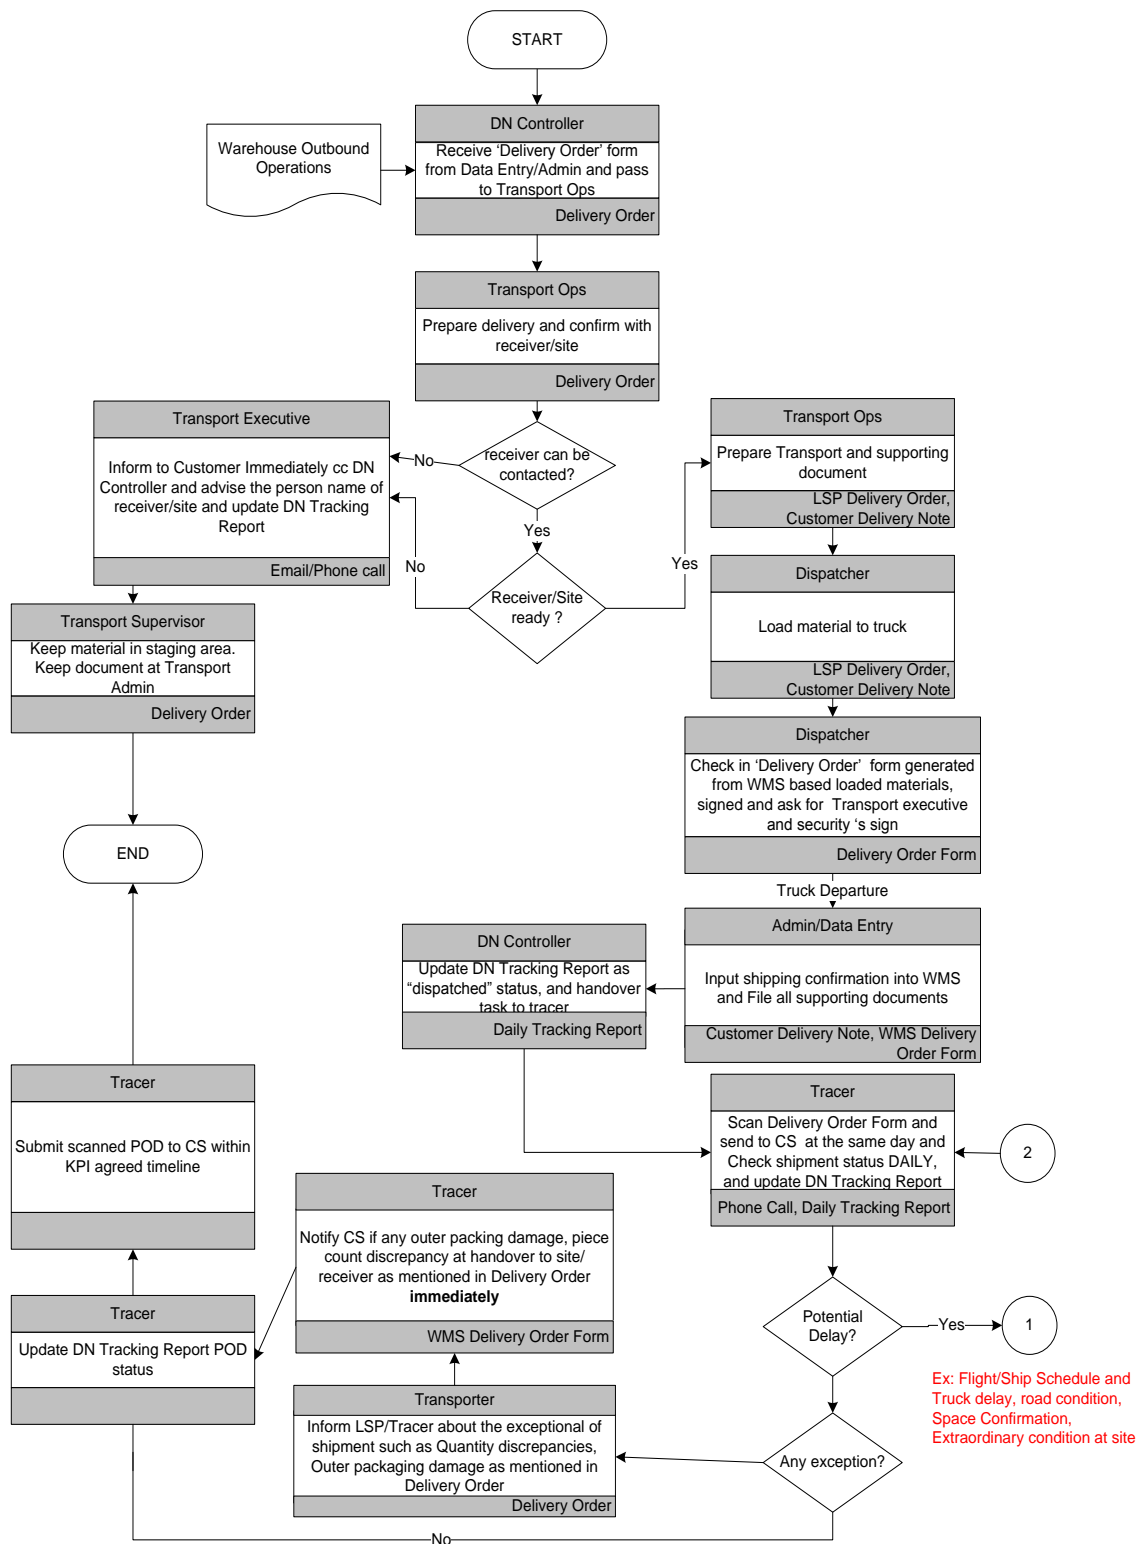 START
DN Controller
Receive ‘Delivery Order’ form
from Data Entry/Admin and pass
to Transport Ops
Delivery Order
Warehouse Outbound
Operations
Transport Ops
Prepare delivery and confirm with
receiver/site
Delivery Order
Transport Executive
Inform to Customer Immediately cc DN
Controller and advise the person name of
receiver/site and update DN Tracking
Report
Email/Phone call
No
receiver can be
contacted?
Yes
No
Receiver/Site
ready ?
Yes
Transport Ops
Prepare Transport and supporting
document
LSP Delivery Order,
Customer Delivery Note
Dispatcher
Load material to truck
LSP Delivery Order,
Customer Delivery Note
Transport Supervisor
Keep material in staging area.
Keep document at Transport
Admin
Delivery Order
END
Dispatcher
Check in ‘Delivery Order’ form generated
from WMS based loaded materials,
signed and ask for Transport executive
and security ‘s sign
Delivery Order Form
Truck Departure
Admin/Data Entry
Input shipping confirmation into WMS
and File all supporting documents
Customer Delivery Note, WMS Delivery
Order Form
DN Controller
Update DN Tracking Report as
“dispatched” status, and handover
task to tracer
Daily Tracking Report
Tracer
Scan Delivery Order Form and
send to CS at the same day and
Check shipment status DAILY,
and update DN Tracking Report
Phone Call, Daily Tracking Report
2
Tracer
Submit scanned POD to CS within
KPI agreed timeline
Tracer
Notify CS if any outer packing damage, piece
count discrepancy at handover to site/
receiver as mentioned in Delivery Order
immediately
WMS Delivery Order Form
Tracer
Update DN Tracking Report POD
status
Potential
Delay?
Yes
1
Ex: Flight/Ship Schedule and
Truck delay, road condition,
Space Confirmation,
Extraordinary condition at site
Transporter
Inform LSP/Tracer about the exceptional of
shipment such as Quantity discrepancies,
Outer packaging damage as mentioned in
Delivery Order
Delivery Order
Any exception?
No